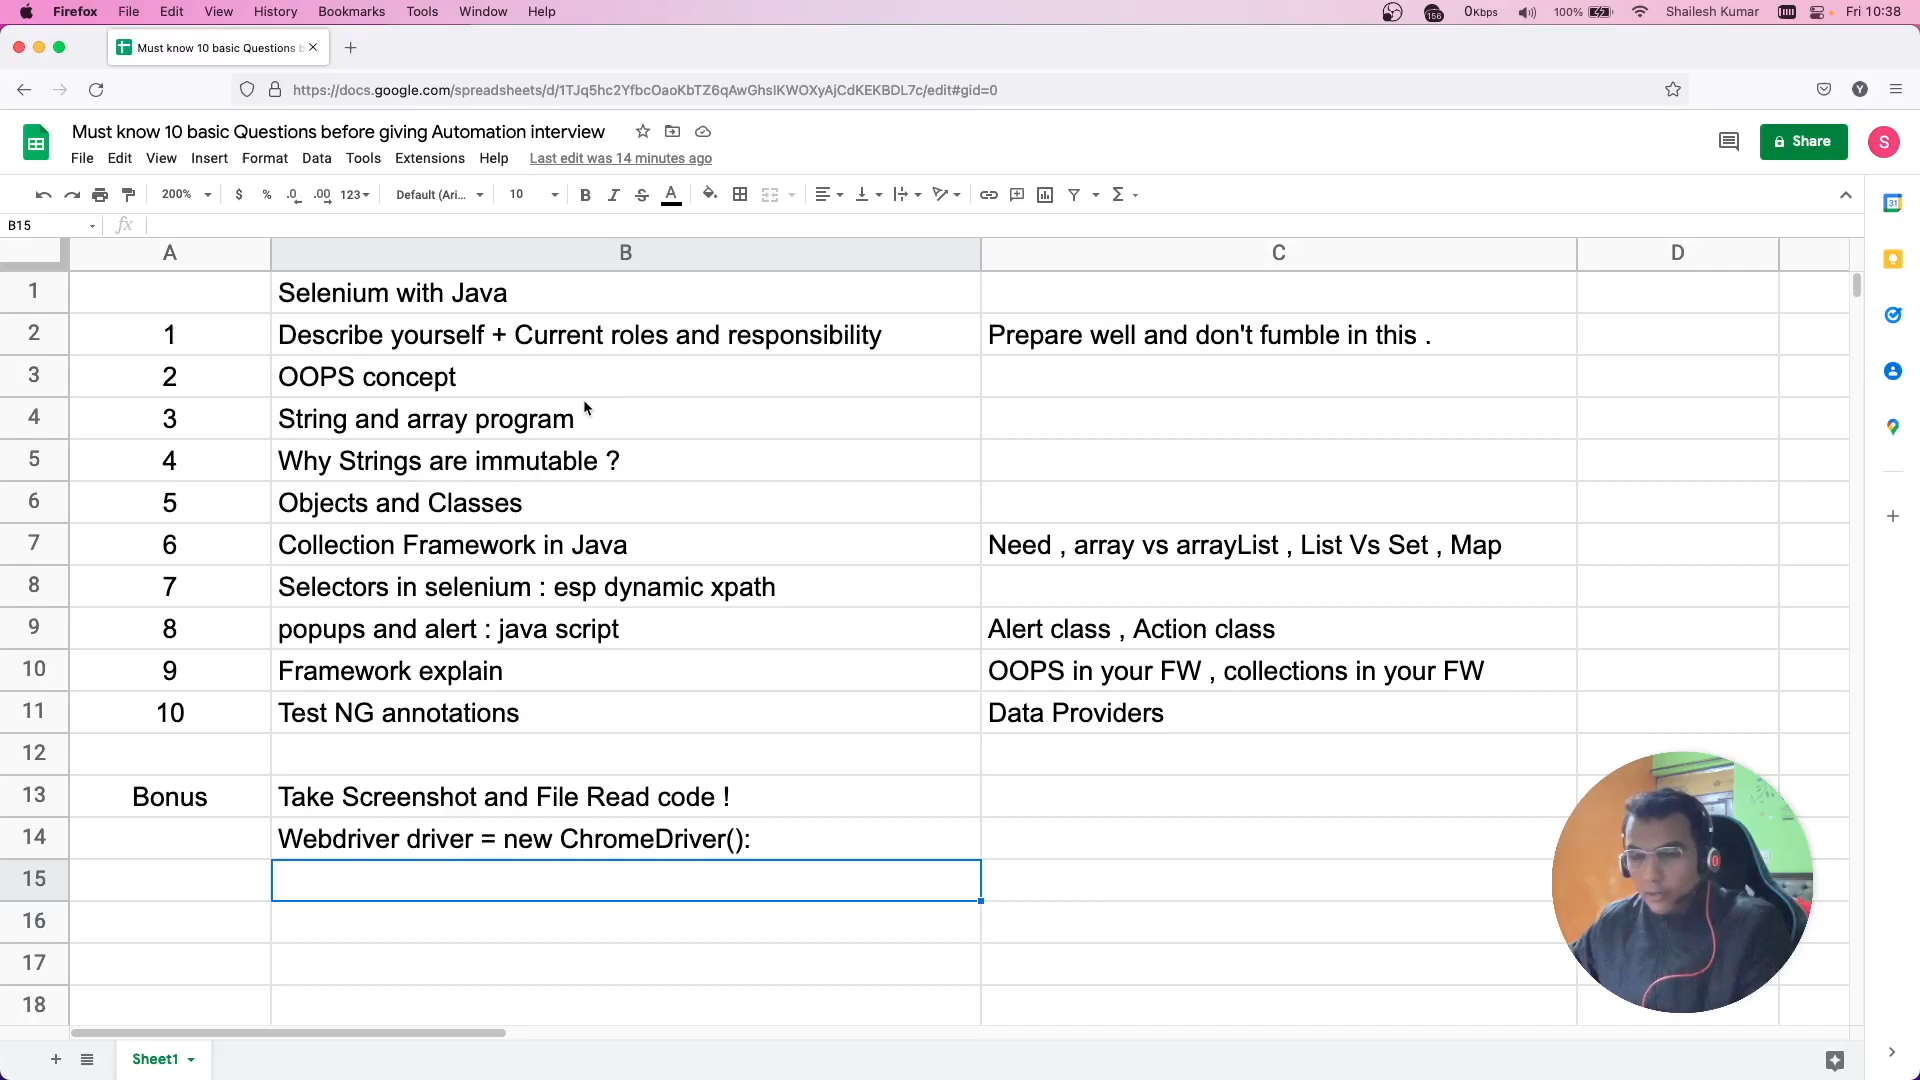 Firefox File Edit View History Bookmarks Tools Window Help 156 0Kbps 100% Shailesh Kumar Fri 10:38
Must know 10 basic Questions b
https://docs.google.com/spreadsheets/d/1TJq5hc2YfbcOaoKbTZ6qAwGhsIKWOXyAjCdKEKBDL7c/edit#gid=0 Y
Must know 10 basic Questions before giving Automation interview
Share S
File Edit View Insert Format Data Tools Extensions Help Last edit was 14 minutes ago
200% $ % .0 .00 123 Default (Ari... 10 B I S A Σ
31
B15 fx
A B C D
1 Selenium with Java
2 1 Describe yourself + Current roles and responsibility Prepare well and don't fumble in this .
3 2 OOPS concept
4 3 String and array program
5 4 Why Strings are immutable ?
6 5 Objects and Classes
7 6 Collection Framework in Java Need , array vs arrayList , List Vs Set , Map
8 7 Selectors in selenium : esp dynamic xpath
9 8 popups and alert : java script Alert class , Action class
10 9 Framework explain OOPS in your FW , collections in your FW
11 10 Test NG annotations Data Providers
12
13 Bonus Take Screenshot and File Read code !
14 Webdriver driver = new ChromeDriver():
15
16
17
18
Sheet1